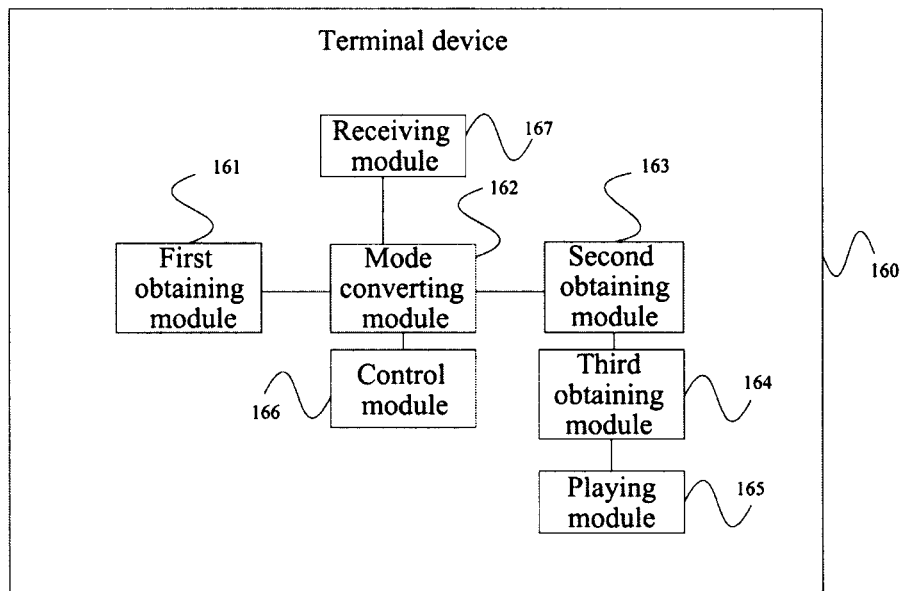 Terminal device
Receiving
module
167
161
162
163
First
obtaining
module
Mode
converting
module
Second
obtaining
module
160
Control
module
166
Third
obtaining
module
164
Playing
module
165